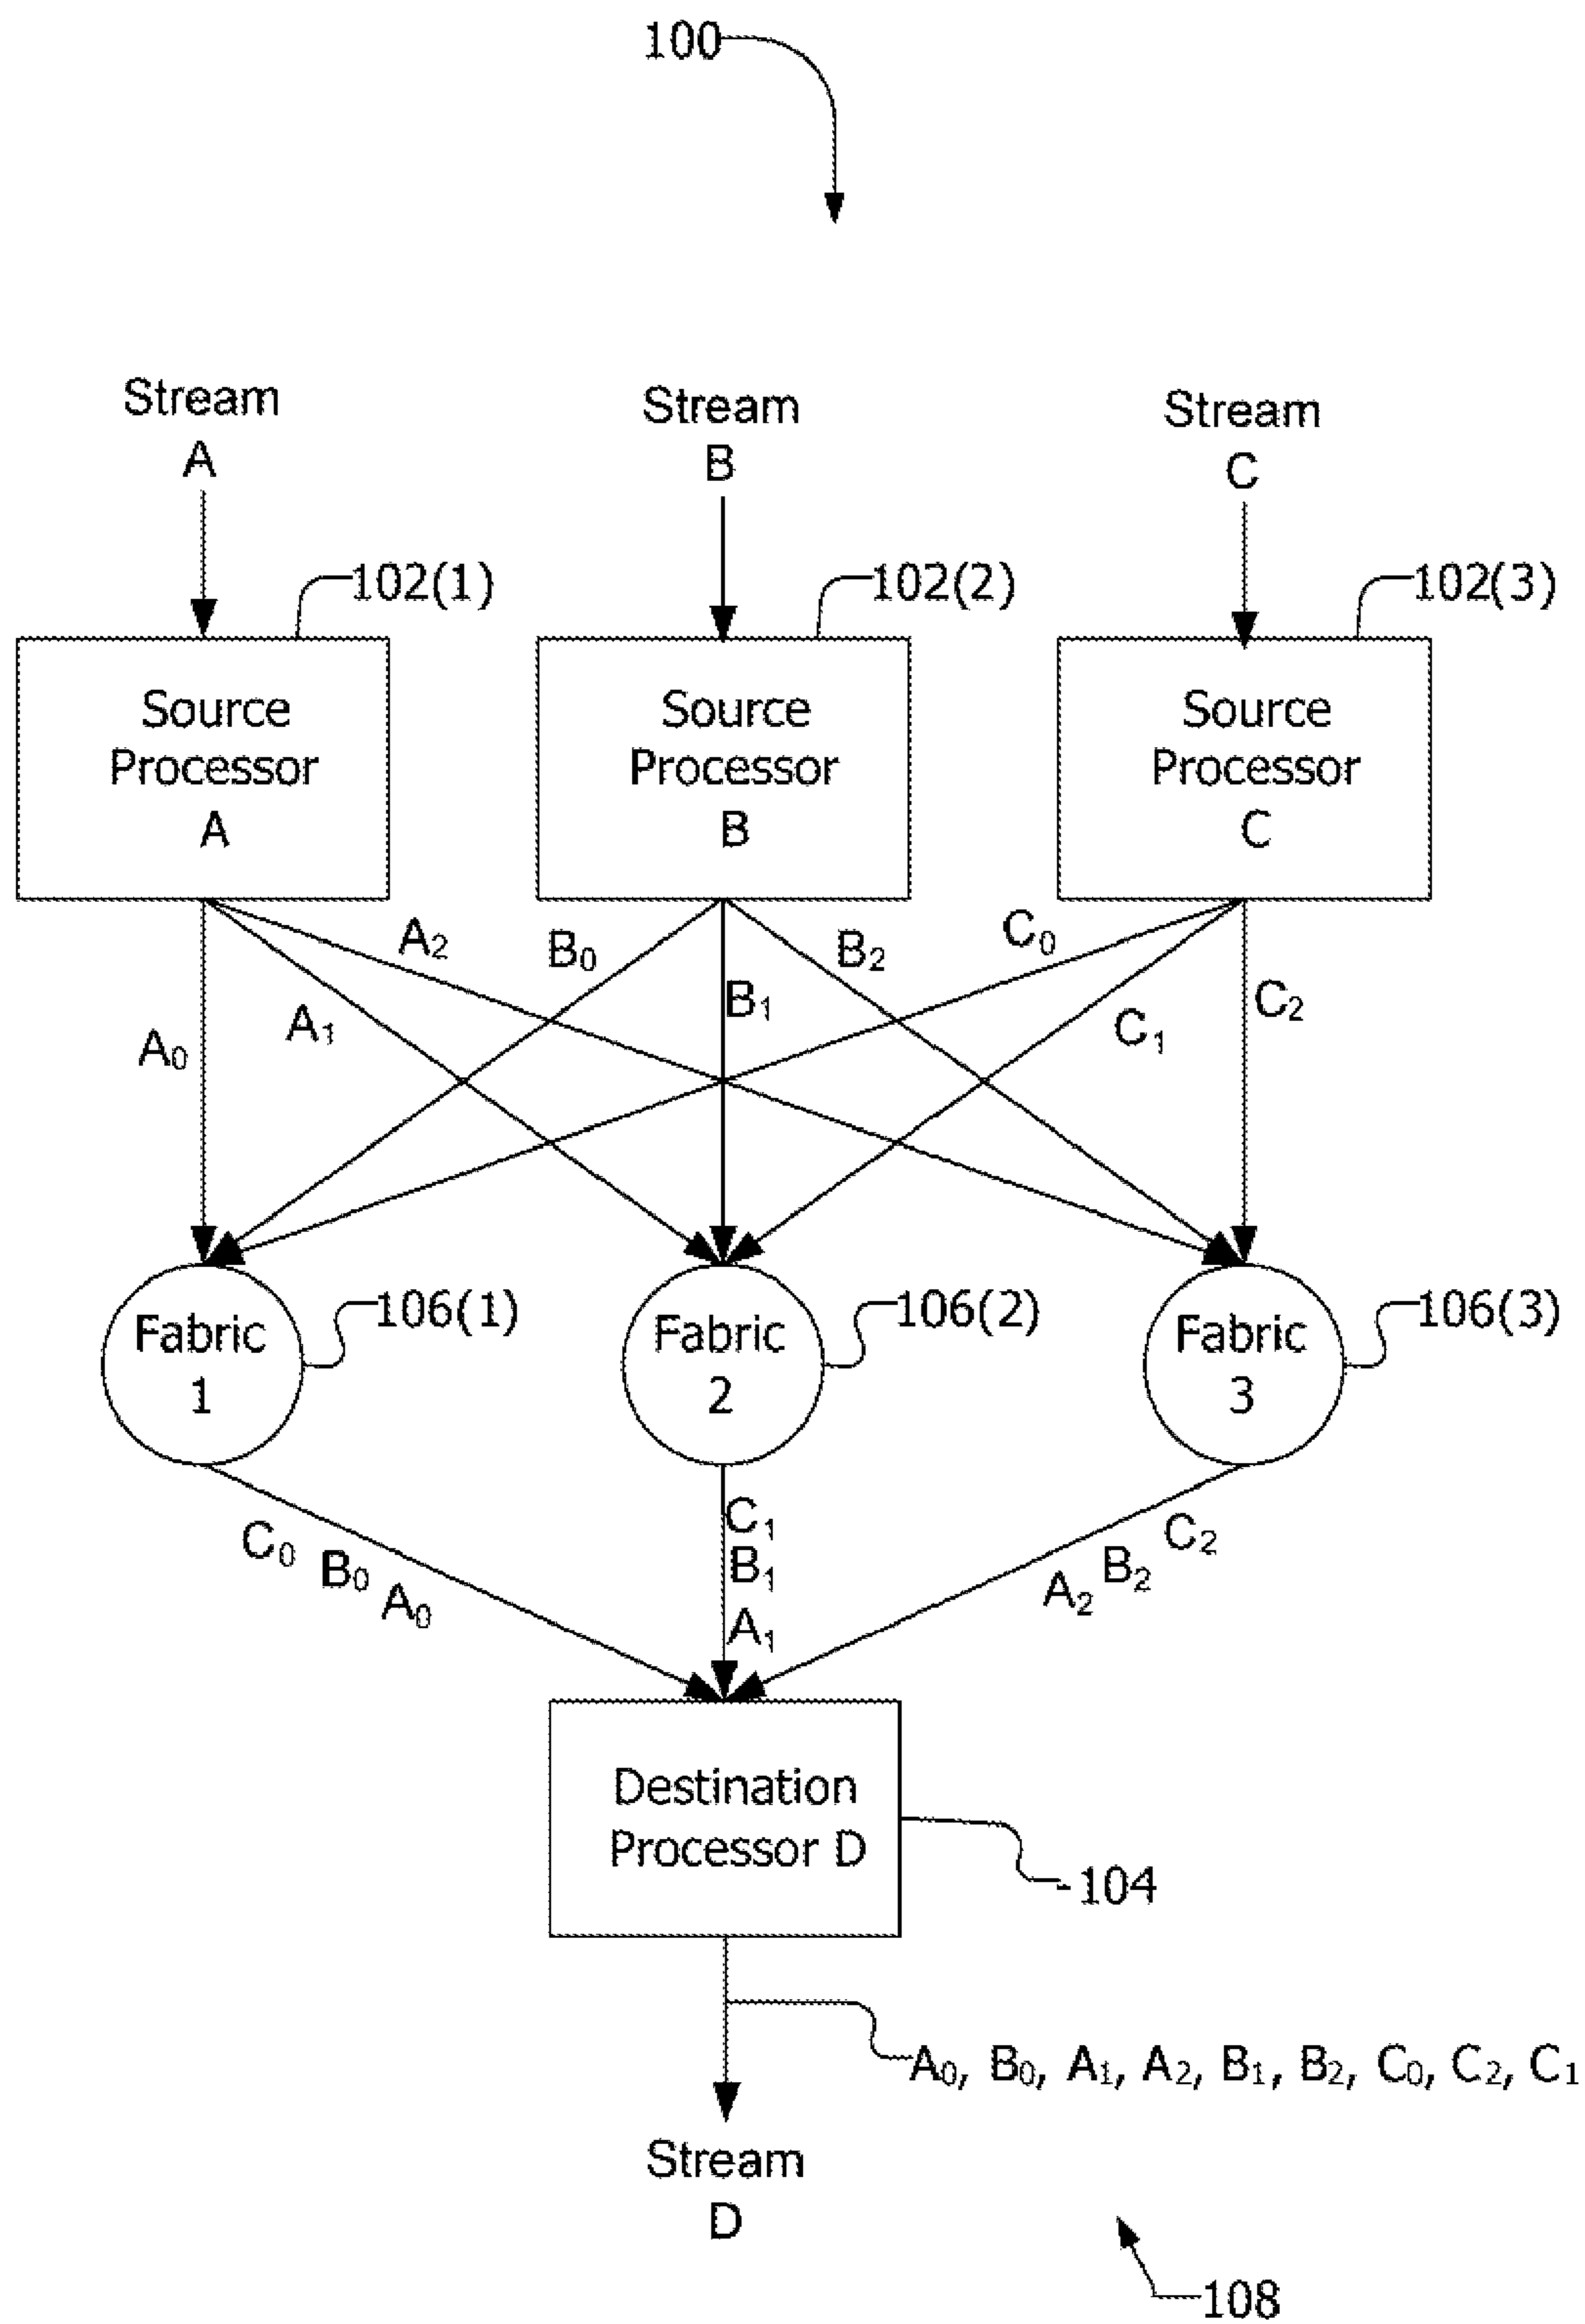 100
Stream
A
Stream
B
Stream
C
102(1)
102(2)
102(3)
Source
Processor
A
Source
Processor
B
Source
Processor
C
A₂
B₀
B₂
C₀
A₀
A₁
B₁
C₁
C₂
Fabric
1
106(1)
Fabric
2
106(2)
Fabric
3
106(3)
C₀
B₀
A₀
C₁
B₁
A₁
C₂
B₂
A₂
Destination
Processor D
104
A₀, B₀, A₁, A₂, B₁, B₂, C₀, C₂, C₁
Stream
D
108